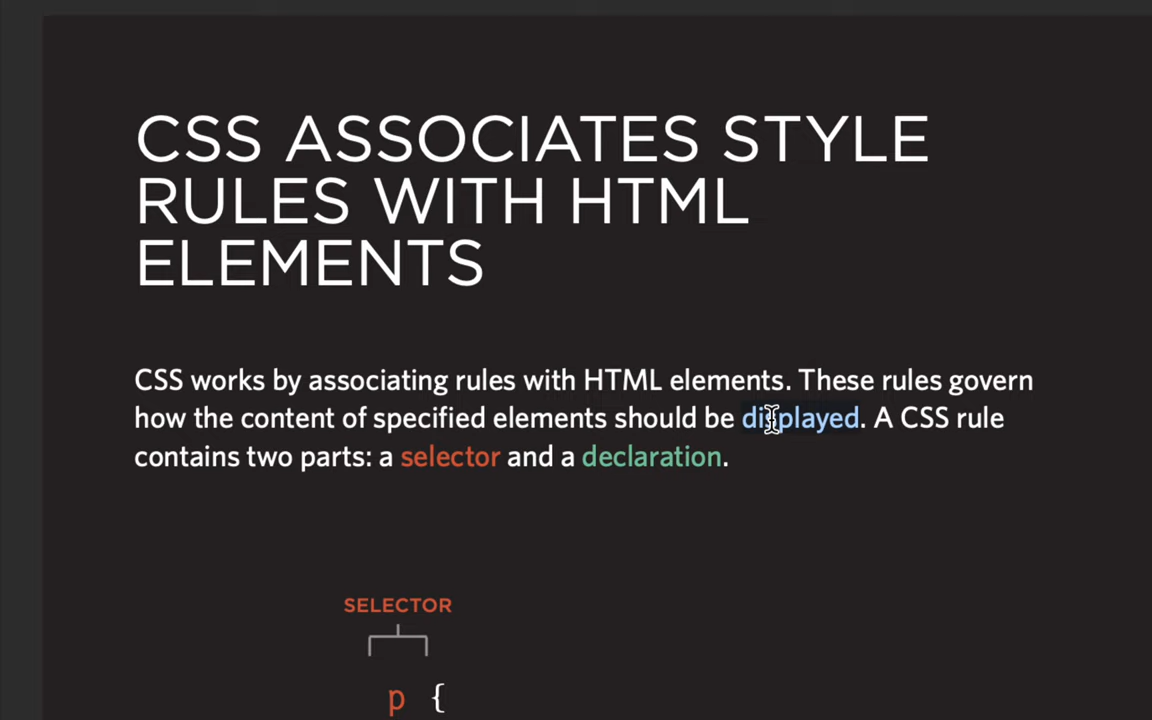 CSS ASSOCIATES STYLE
RULES WITH HTML
ELEMENTS
CSS works by associating rules with HTML elements. These rules govern
how the content of specified elements should be displayed. A CSS rule
contains two parts: a selector and a declaration.
SELECTOR
p {